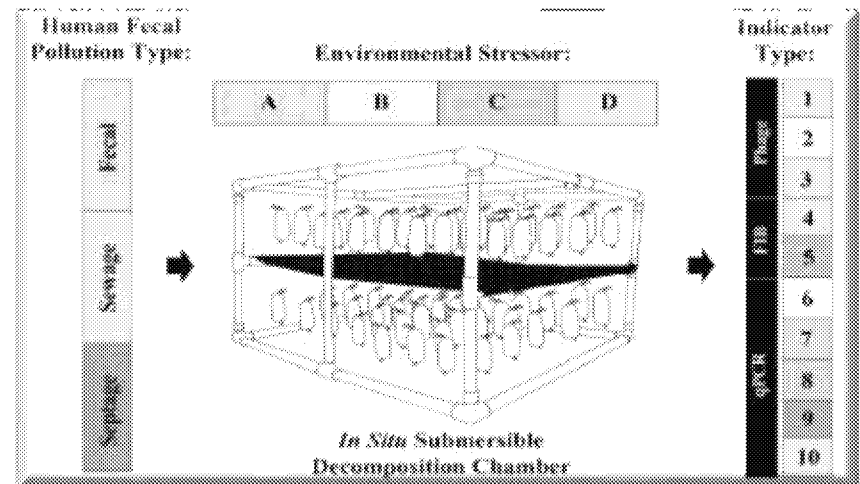 Human Fecal
Pollution Type:
Environmental Stressor:
Indicator
Type:
Fecal
Sewage
Septage
A
B
C
D
Phage
FIB
qPCR
1
2
3
4
5
6
7
8
9
10
In Situ Submersible
Decomposition Chamber